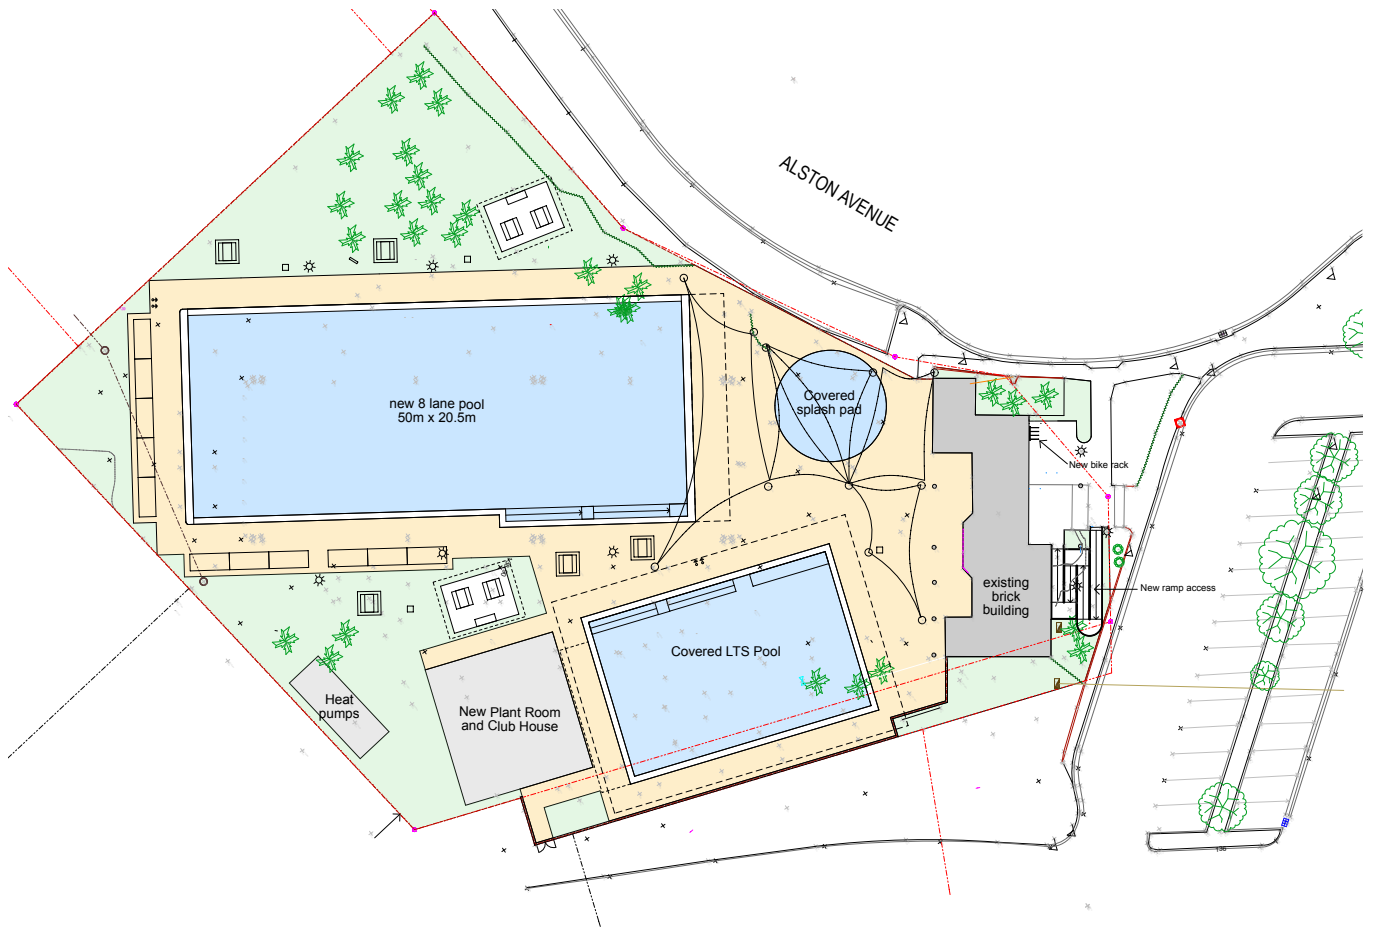 ALSTON AVENUE
new 8 lane pool
50m x 20.5m
Covered
splash pad
New bike rack
existing
brick
building
New ramp access
Covered LTS Pool
Heat
pumps
New Plant Room
and Club House
136